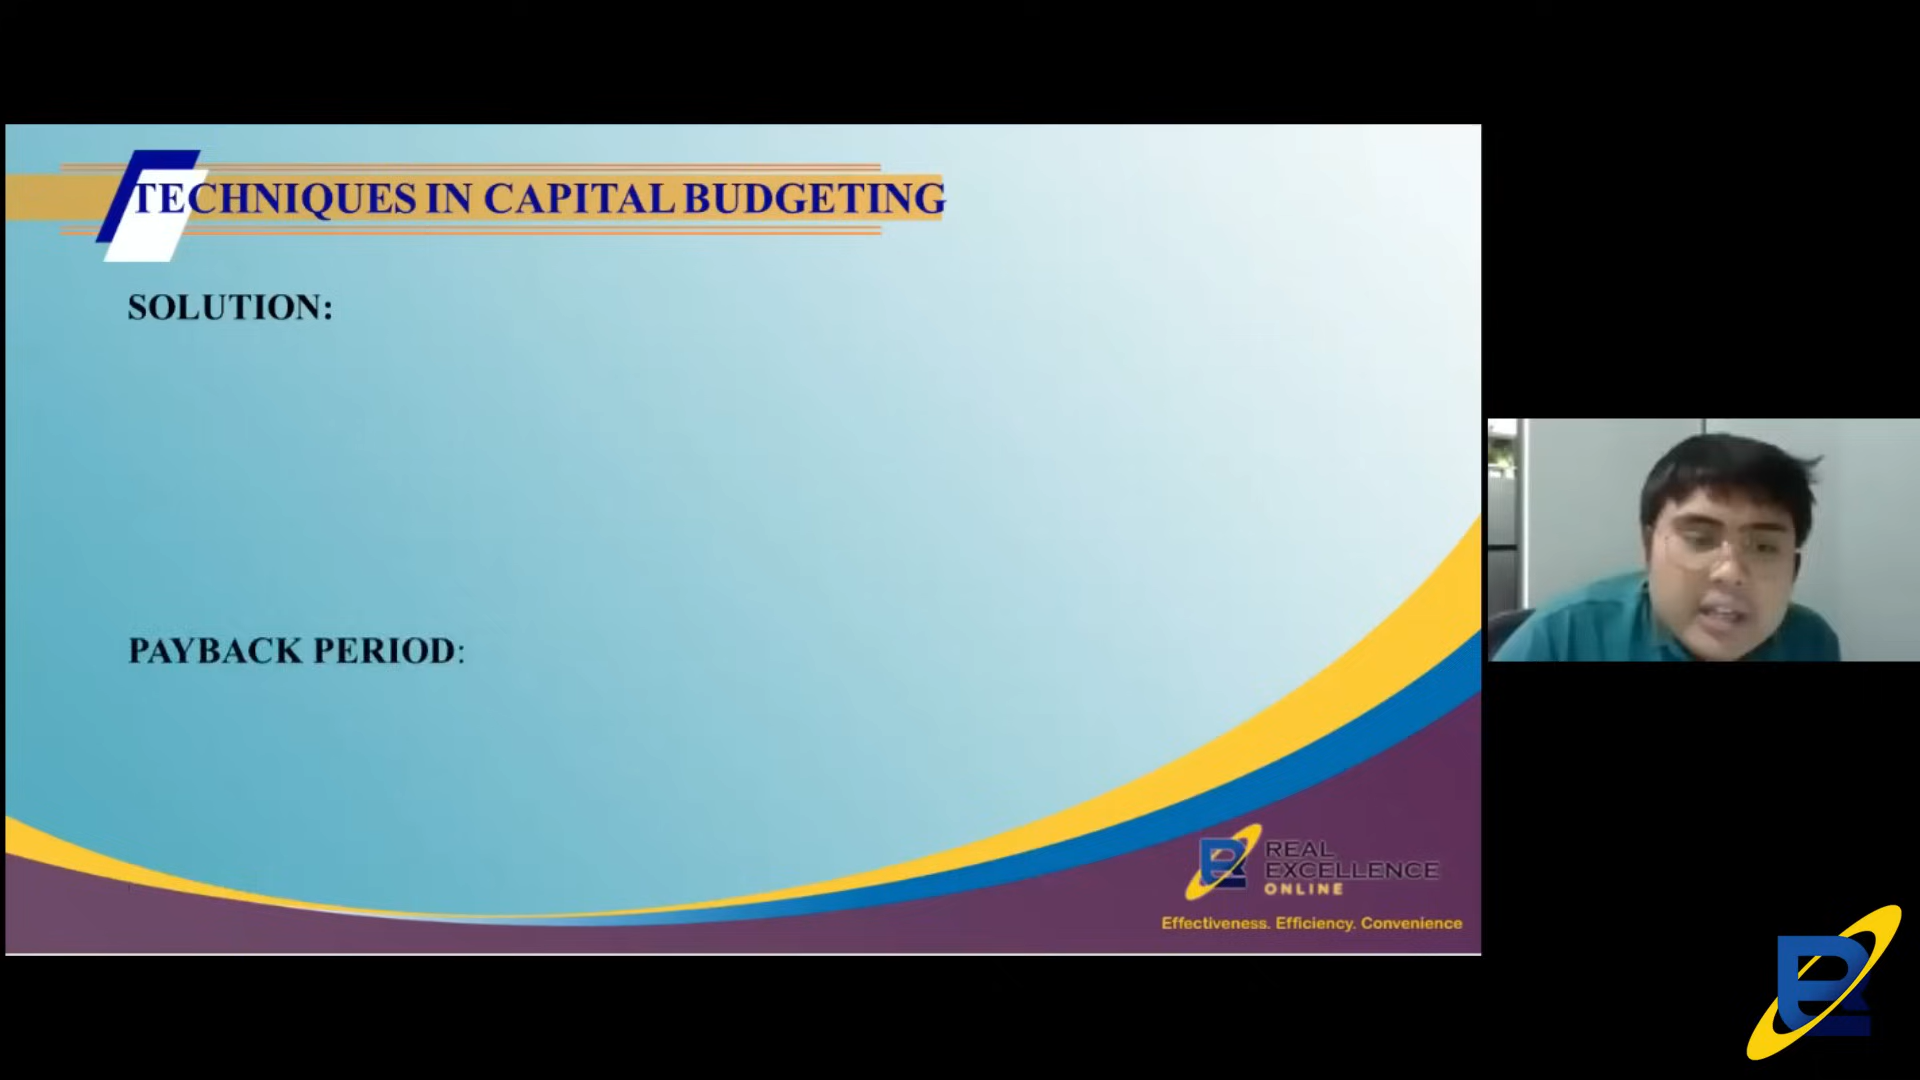 TECHNIQUES IN CAPITAL BUDGETING
SOLUTION:
PAYBACK PERIOD:
REAL
EXCELLENCE
ONLINE
Effectiveness. Efficiency. Convenience